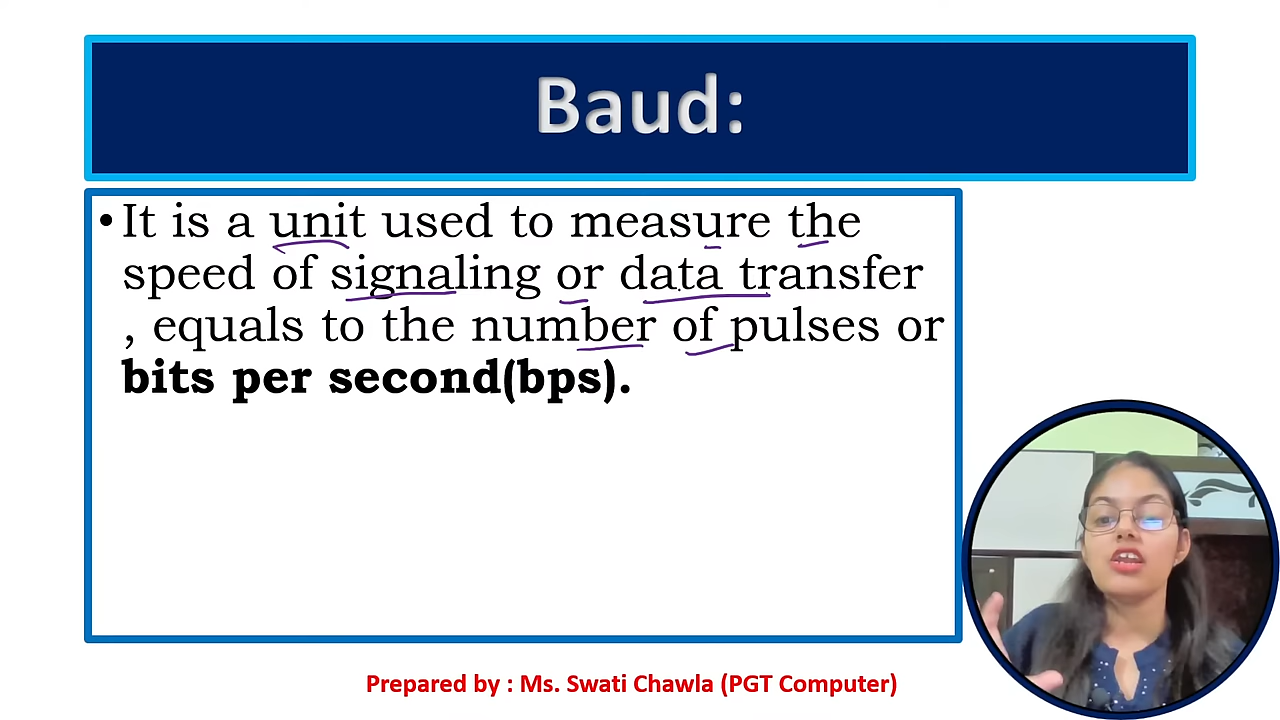 Baud:
•It is a unit used to measure the
speed of signaling or data transfer
, equals to the number of pulses or
bits per second(bps).
Prepared by : Ms. Swati Chawla (PGT Computer)